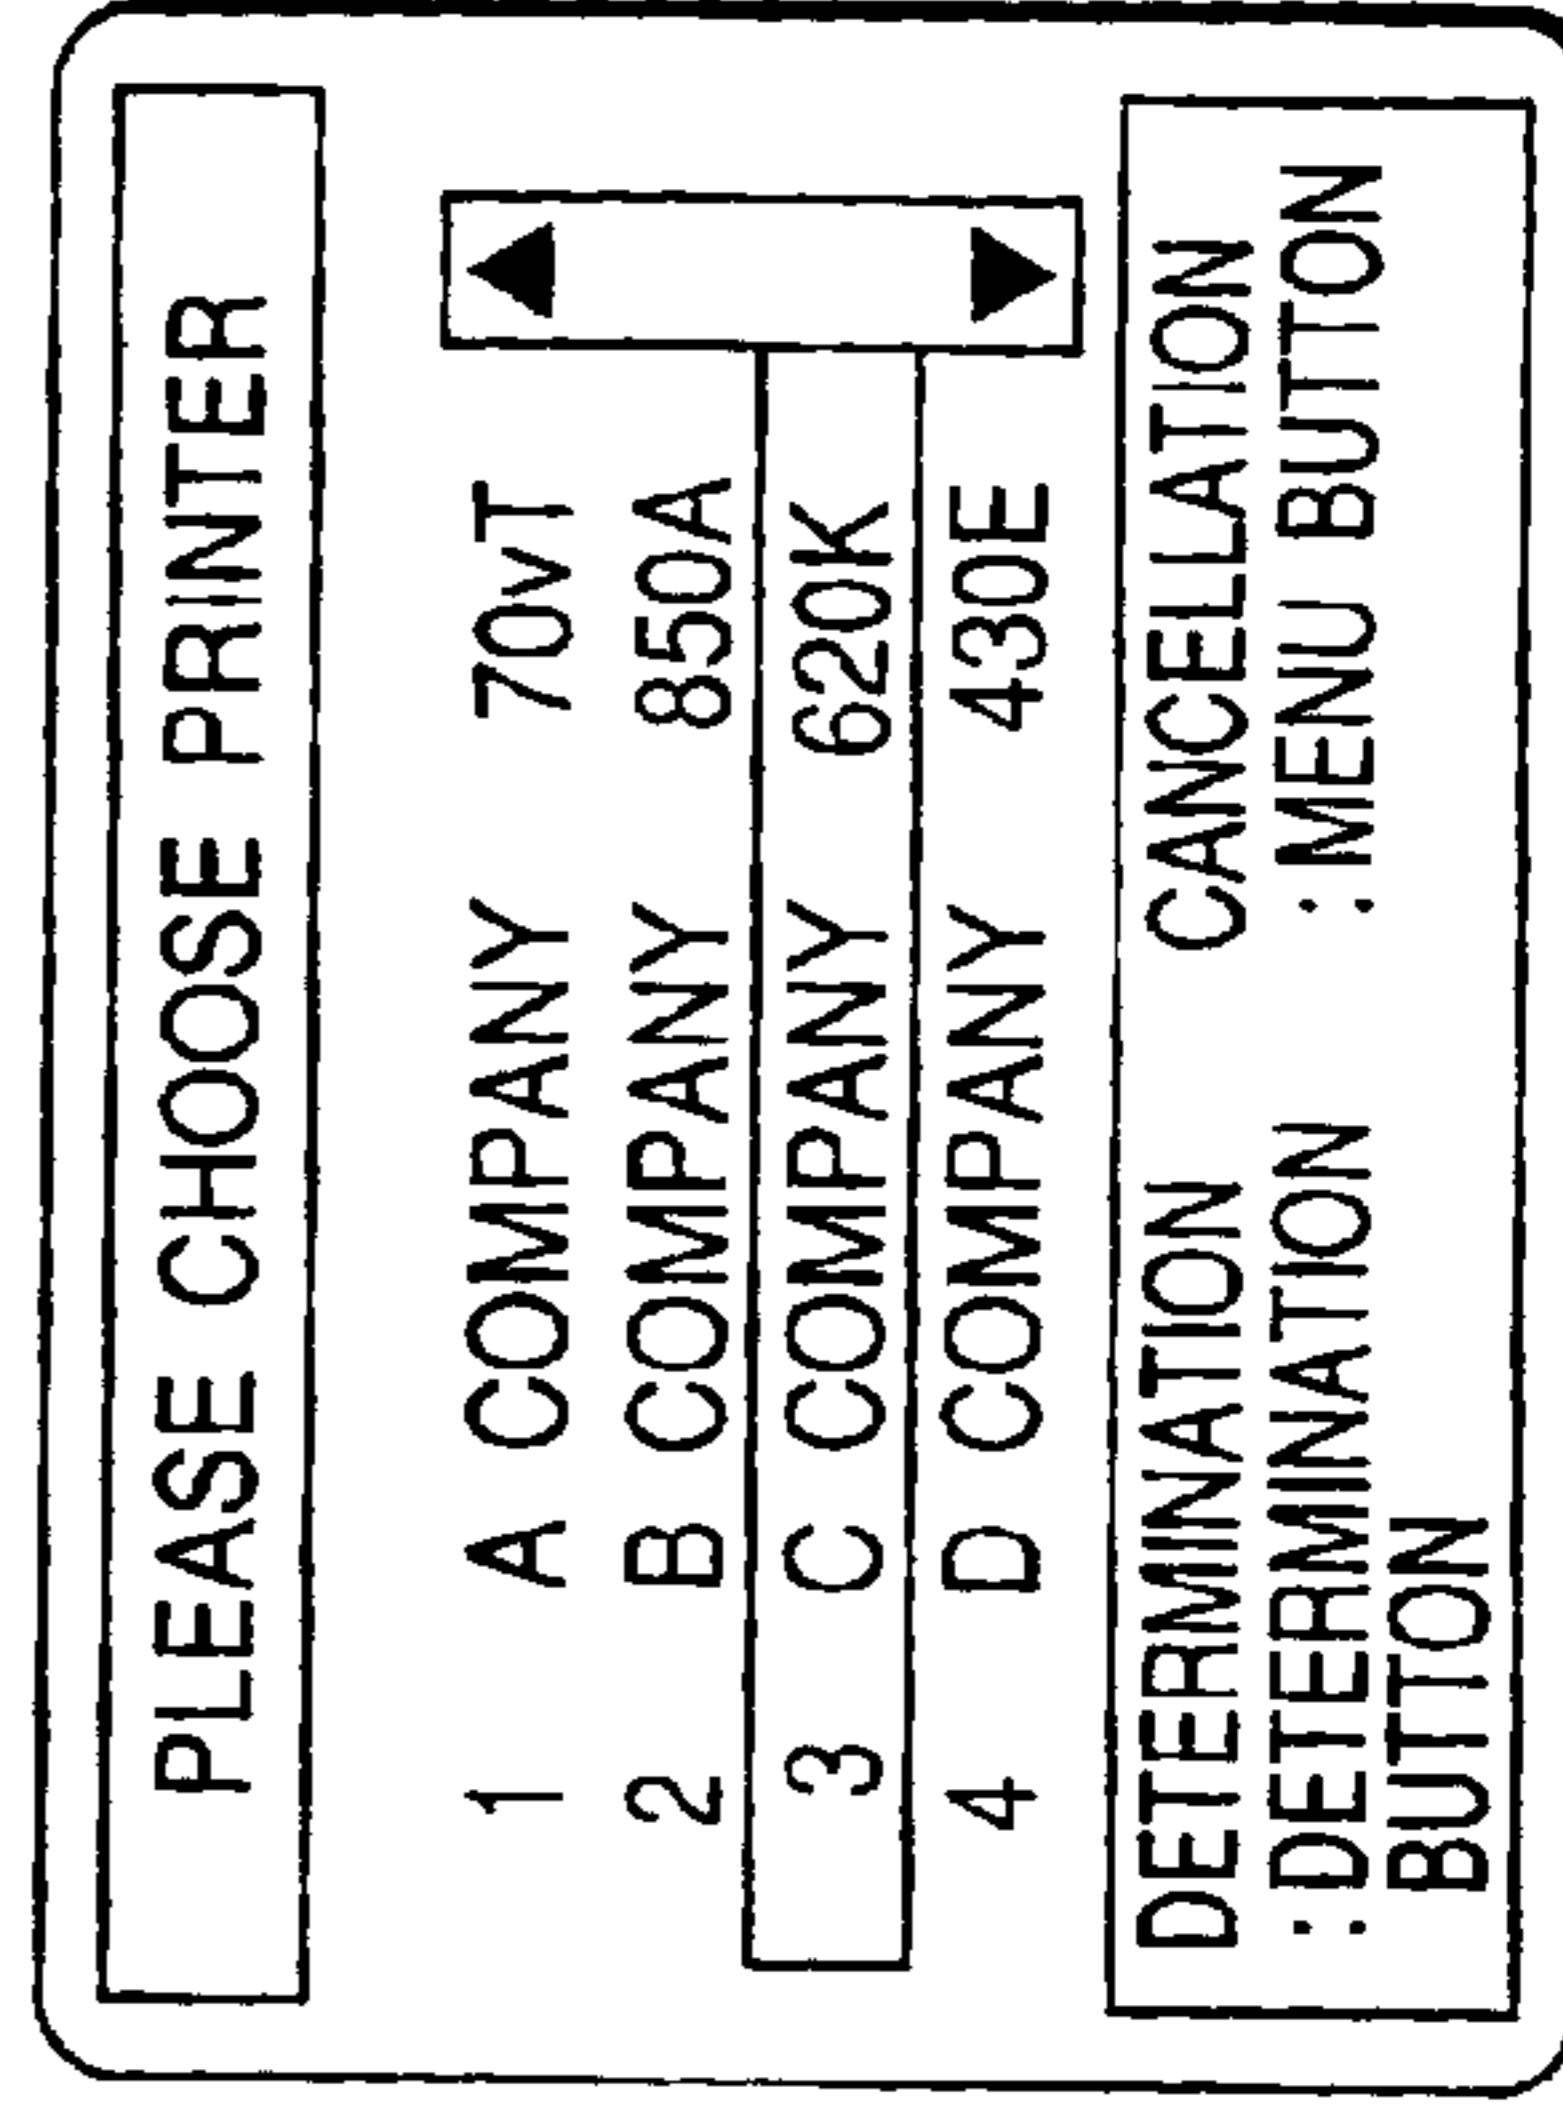 PLEASE CHOOSE PRINTER
1 A COMPANY 70vT
2 B COMPANY 850A
3 C COMPANY 620K
4 D COMPANY 430E
DETERMINATION
:DETERMINATION
BUTTON
CANCELLATION
:MENU BUTTON